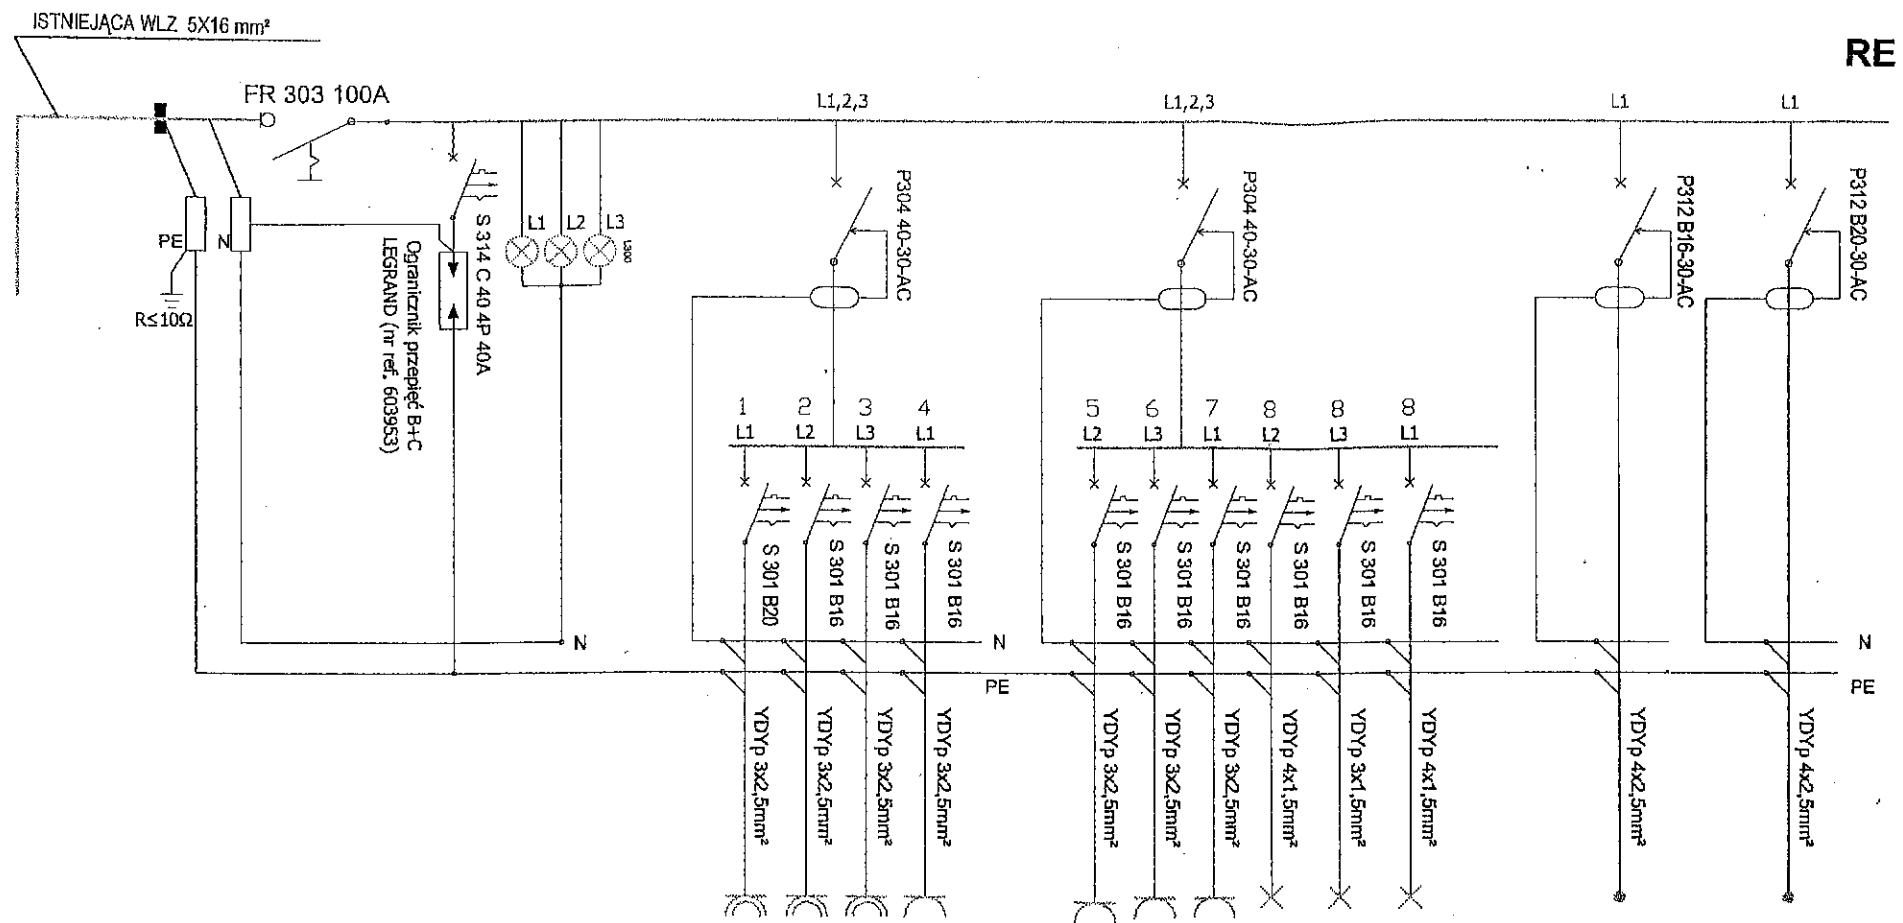 ISTNIEJĄCA WLZ 5X16 mm²
RE
FR 303 100A
L1,2,3
L1,2,3
L1
L1
PE
N
R≤10Ω
S 314 C 40 4P 40A
Ogranicznik przepięć B+C
LEGRAND (nr ref. 603953)
L1
L2
L3
L300
P304 40-30-AC
P304 40-30-AC
P312 B16-30-AC
P312 B20-30-AC
1
2
3
4
L1
L2
L3
L1
5
6
7
8
8
8
L2
L3
L1
L2
L3
L1
S 301 B20
S 301 B16
S 301 B16
S 301 B16
S 301 B16
S 301 B16
S 301 B16
S 301 B16
S 301 B16
S 301 B16
N
N
N
PE
PE
YDYp 3x2,5mm²
YDYp 3x2,5mm²
YDYp 3x2,5mm²
YDYp 3x2,5mm²
YDYp 3x2,5mm²
YDYp 3x2,5mm²
YDYp 3x2,5mm²
YDYp 4x1,5mm²
YDYp 3x1,5mm²
YDYp 4x1,5mm²
YDYp 4x2,5mm²
YDYp 4x2,5mm²